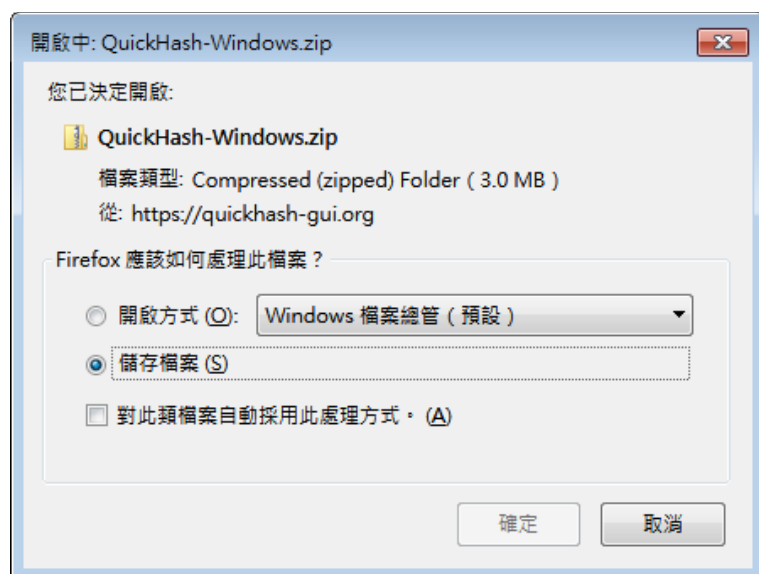 開啟中: QuickHash-Windows.zip
您已決定開啟:
QuickHash-Windows.zip
檔案類型: Compressed (zipped) Folder ( 3.0 MB )
從: https://quickhash-gui.org
Firefox 應該如何處理此檔案？
開啟方式 (O): Windows 檔案總管 ( 預設 )
儲存檔案 (S)
對此類檔案自動採用此處理方式。 (A)
確定 取消